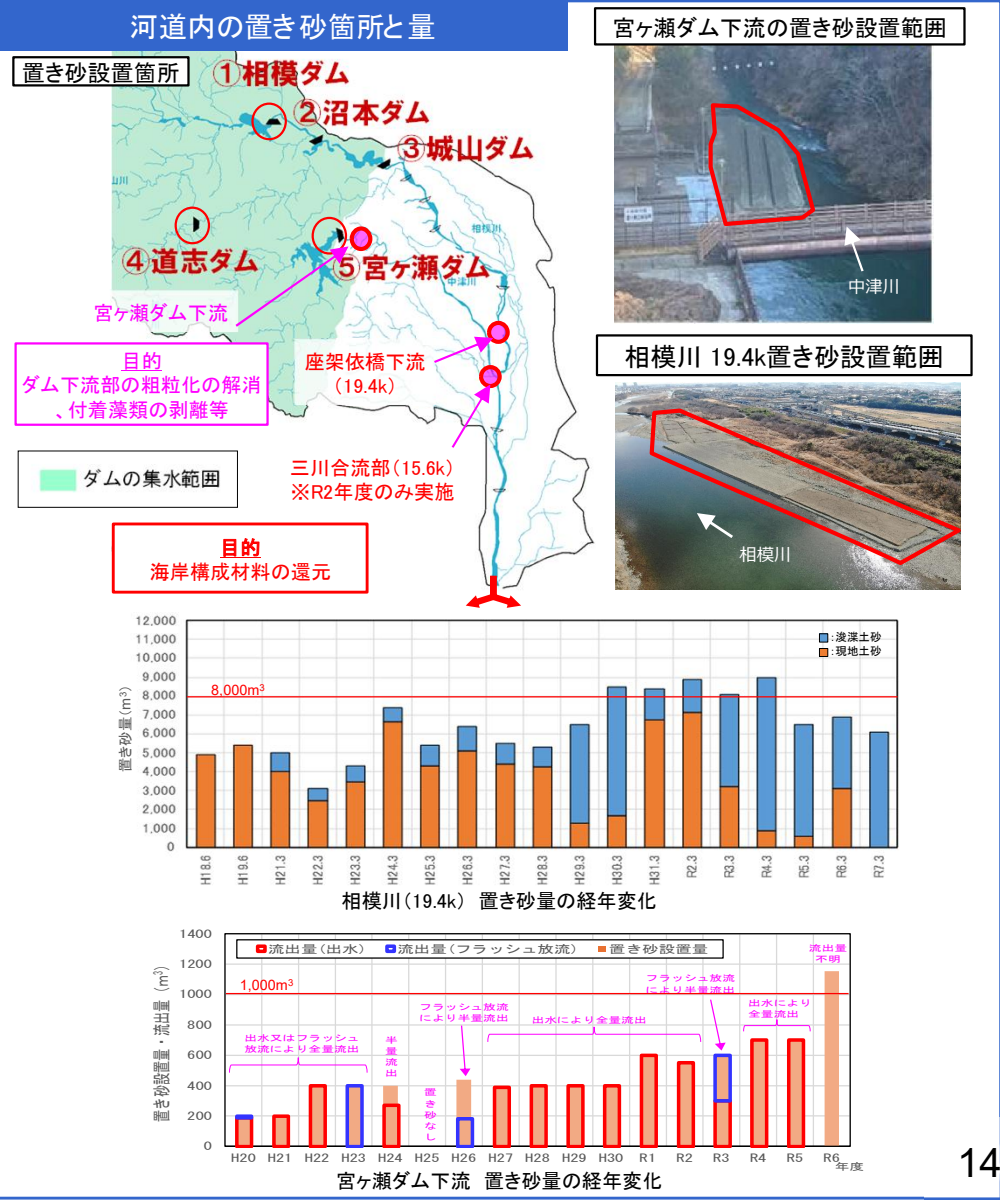 河道内の置き砂箇所と量
置き砂設置箇所
①相模ダム
②沼本ダム
③城山ダム
④道志ダム
⑤宮ヶ瀬ダム
相模川
中津川
宮ヶ瀬ダム下流
目的
ダム下流部の粗粒化の解消
、付着藻類の剥離等
座架依橋下流
(19.4k)
三川合流部(15.6k)
※R2年度のみ実施
ダムの集水範囲
目的
海岸構成材料の還元
宮ヶ瀬ダム下流の置き砂設置範囲
中津川
相模川 19.4k置き砂設置範囲
相模川
置き砂量(m³)
12,000
11,000
10,000
9,000
8,000
7,000
6,000
5,000
4,000
3,000
2,000
1,000
0
8,000m³
:浚渫土砂
:現地土砂
H18.6 H19.6 H21.3 H22.3 H23.3 H24.3 H25.3 H26.3 H27.3 H28.3 H29.3 H30.3 H31.3 R2.3 R3.3 R4.3 R5.3 R6.3 R7.3
相模川(19.4k) 置き砂量の経年変化
置き砂設置量・流出量 (m³)
1400
1200
1000
800
600
400
200
0
流出量(出水) 流出量(フラッシュ放流) 置き砂設置量
1,000m³
出水又はフラッシュ
放流により全量流出
半量流出
置き砂なし
フラッシュ放流
により半量流出
出水により全量流出
フラッシュ放流
により半量流出
出水により
全量流出
流出量
不明
H20 H21 H22 H23 H24 H25 H26 H27 H28 H29 H30 R1 R2 R3 R4 R5 R6
年度
宮ヶ瀬ダム下流 置き砂量の経年変化
14